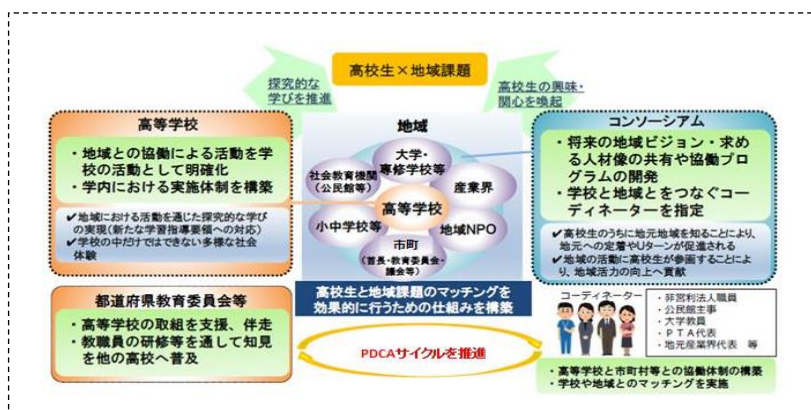 高校生×地域課題
探究的な
学びを推進
高校生の興味・
関心を喚起
高等学校
・地域との協働による活動を学
校の活動として明確化
・学内における実施体制を構築
✔地域における活動を通じた探究的な学び
の実現(新たな学習指導要領への対応)
✔学校の中だけではできない多様な社会
体験
地域
大学・
専修学校等
社会教育機関
(公民館等)
産業界
高等学校
小中学校等
地域NPO
市町
(首長・教育委員会・
議会等)
高校生と地域課題のマッチングを
効果的に行うための仕組みを構築
コンソーシアム
・将来の地域ビジョン・求め
る人材像の共有や協働プロ
グラムの開発
・学校と地域とをつなぐコー
ディネーターを指定
✔高校生のうちに地元地域を知ることにより、
地元への定着やUターンが促進される
✔地域の活動に高校生が参画することによ
り、地域活力の向上へ貢献
都道府県教育委員会等
・高等学校の取組を支援、伴走
・教職員の研修等を通して知見
を他の高校へ普及
PDCAサイクルを推進
コーディネーター
・非営利法人職員
・公民館主事
・大学教員
・PTA代表
・地元産業界代表 等
・高等学校と市町村等との協働体制の構築
・学校や地域とのマッチングを実施